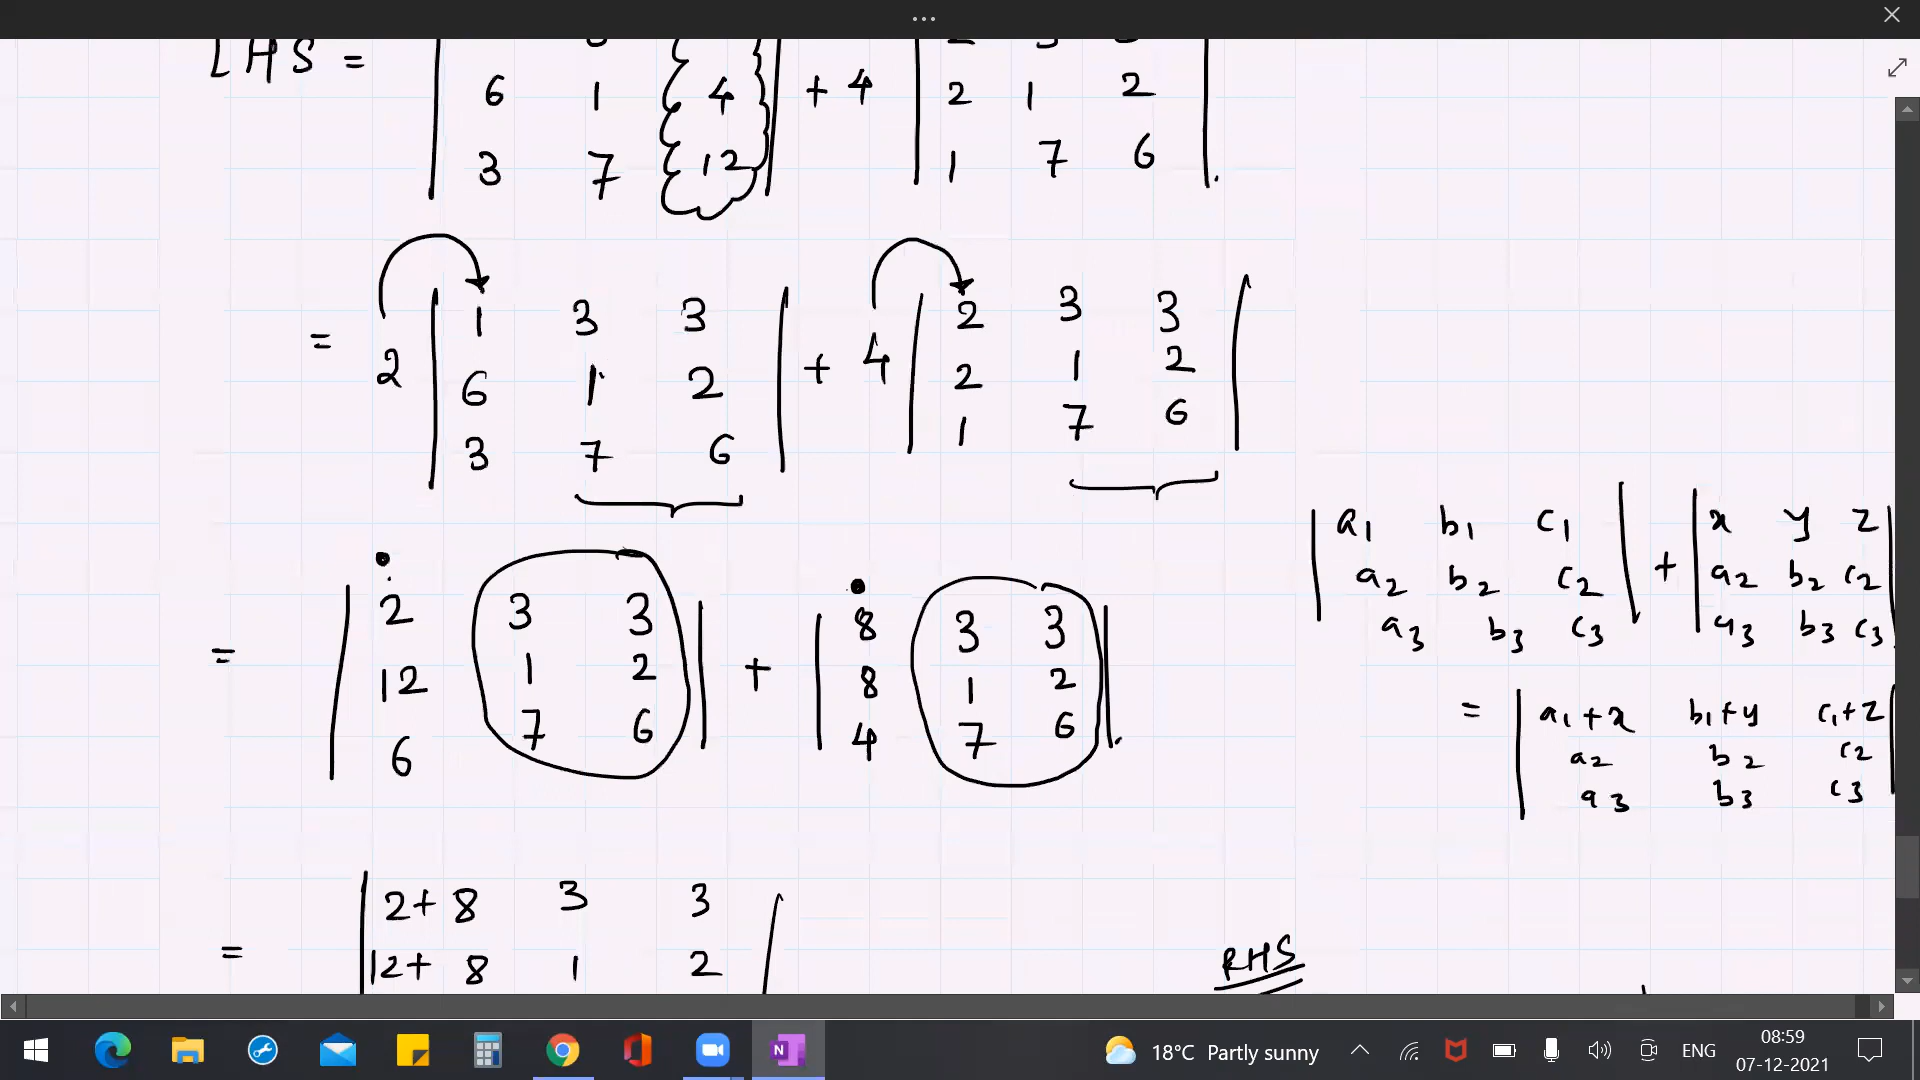 ...
LHS =
6 1 4 + 4 2 1 2
3 7 12 1 7 6 .
= 2 | 1 3 3 | + 4 | 2 3 3 |
6 1 2 2 1 2
3 7 6 1 7 6
a1 b1 c1 + x y z
a2 b2 c2 a2 b2 c2
a3 b3 c3 a3 b3 c3
= a1+x b1+y c1+z
a2 b2 c2
a3 b3 c3
= | 2 3 3 | + | 8 3 3 | .
12 1 2 8 1 2
6 7 6 4 7 6
= | 2+8 3 3 |
12+8 1 2
RHS
18°C Partly sunny
ENG
08:59
07-12-2021